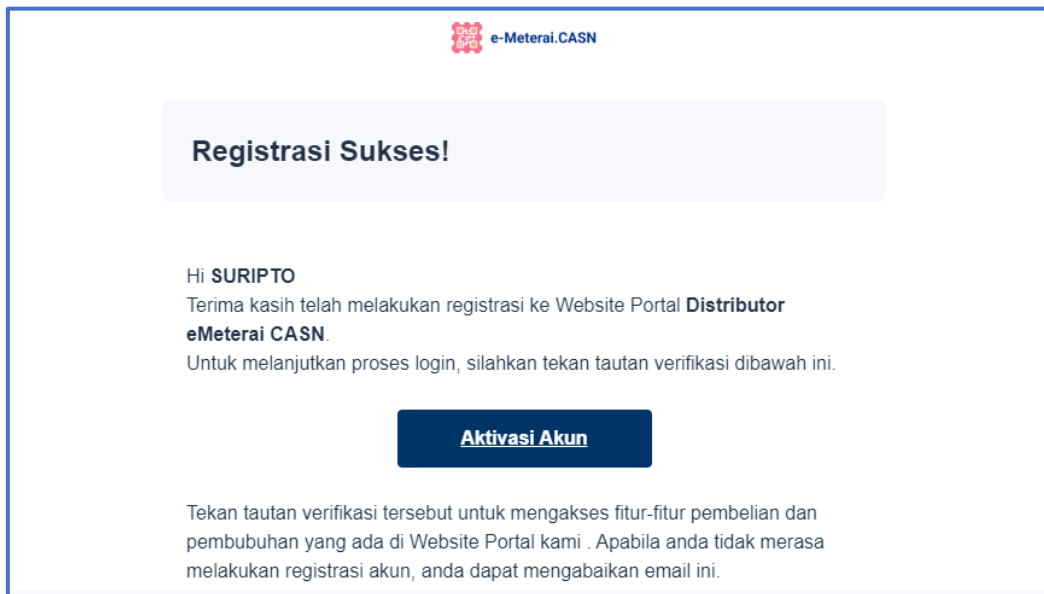 e-Meterai.CASN
Registrasi Sukses!
Hi SURIPTO
Terima kasih telah melakukan registrasi ke Website Portal Distributor
eMeterai CASN.
Untuk melanjutkan proses login, silahkan tekan tautan verifikasi dibawah ini.
Aktivasi Akun
Tekan tautan verifikasi tersebut untuk mengakses fitur-fitur pembelian dan
pembubuhan yang ada di Website Portal kami . Apabila anda tidak merasa
melakukan registrasi akun, anda dapat mengabaikan email ini.